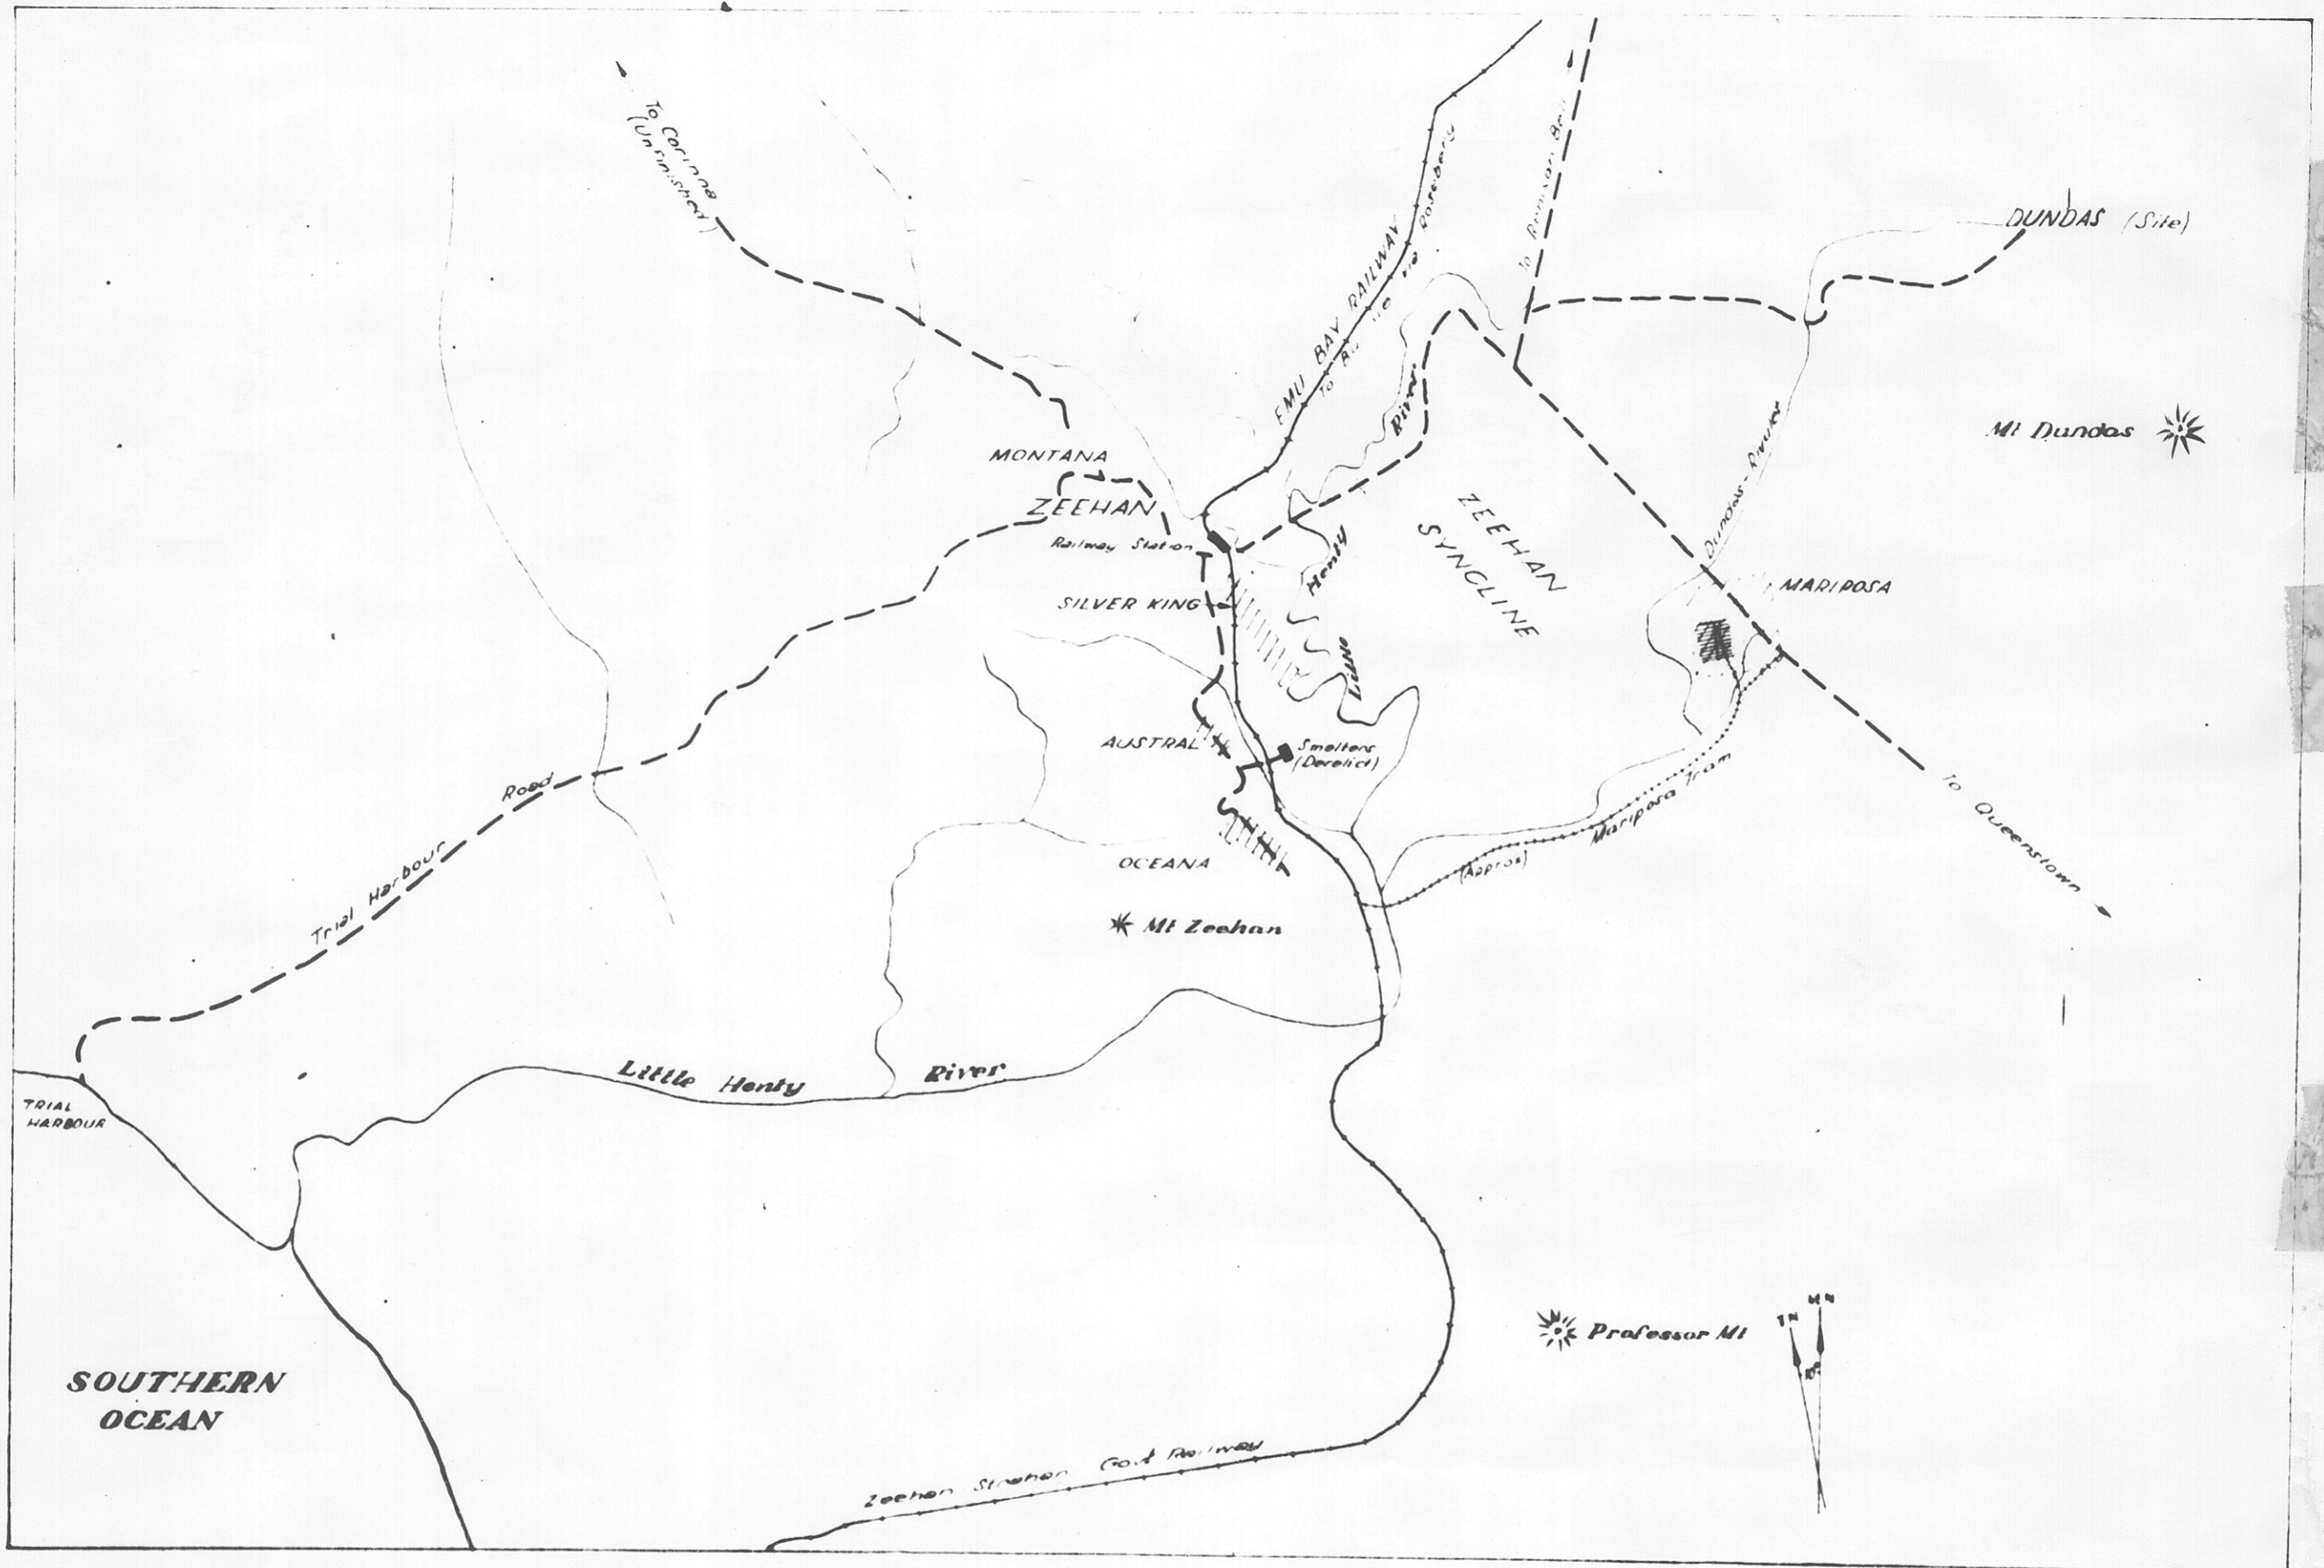 To Corinna
(Unfinished)
EMU BAY RAILWAY
via Rosebery
To Renison Bell
DUNDAS (Site)
Mt Dundas
MONTANA
ZEEHAN
Railway Station
SILVER KING
River
Henty
Little
ZEEHAN
SYNCLINE
Dundas - River
MARIPOSA
AUSTRAL
Smelters
(Derelict)
Mariposa Tram
(Approx)
To Queenstown
OCEANA
Mt Zeehan
Trial Harbour Road
Little Henty River
TRIAL
HARBOUR
SOUTHERN
OCEAN
Professor Mt
TN
MN
Zeehan Strahan Govt Railway